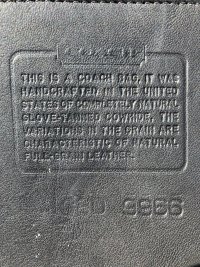 COACH
THIS IS A COACH BAG. IT WAS
HANDCRAFTED IN THE UNITED
STATES OF COMPLETELY NATURAL
GLOVE-TANNED COWHIDE. THE
VARIATIONS IN THE GRAIN ARE
CHARACTERISTIC OF NATURAL
FULL-GRAIN LEATHER.
9966